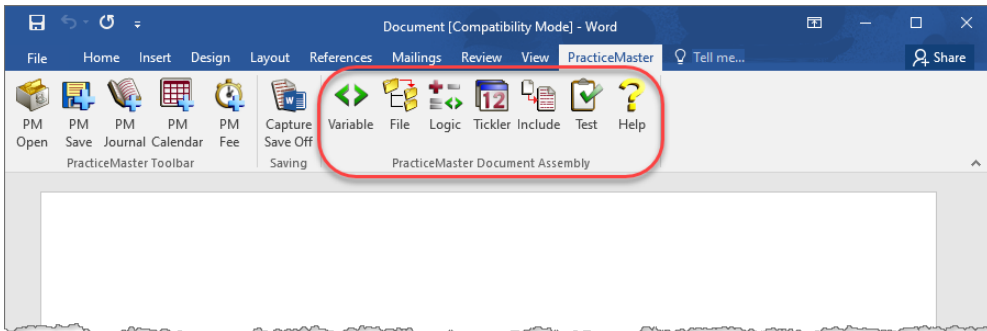 Document [Compatibility Mode] - Word
File Home Insert Design Layout References Mailings Review View PracticeMaster Tell me... Share
PM PM PM PM PM Capture Variable File Logic Tickler Include Test Help
Open Save Journal Calendar Fee Save Off
PracticeMaster Toolbar Saving PracticeMaster Document Assembly